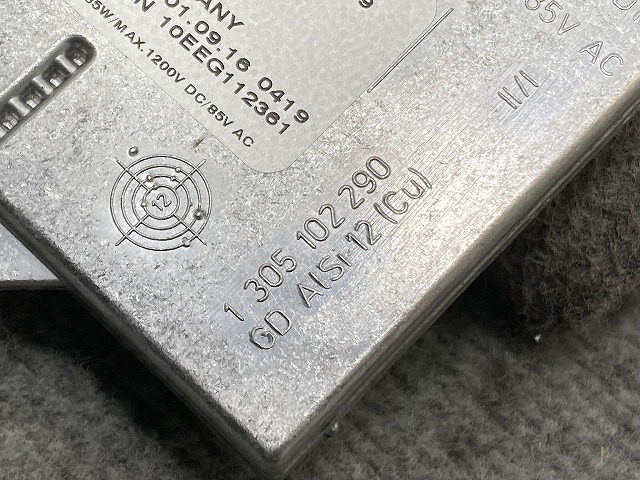 ANY
01.09.16 0419
N 10EEG112361
35W/MAX.1200V DC/85V AC
12
85V AC
1 305 102 290
GD AlSi 12 (Cu)